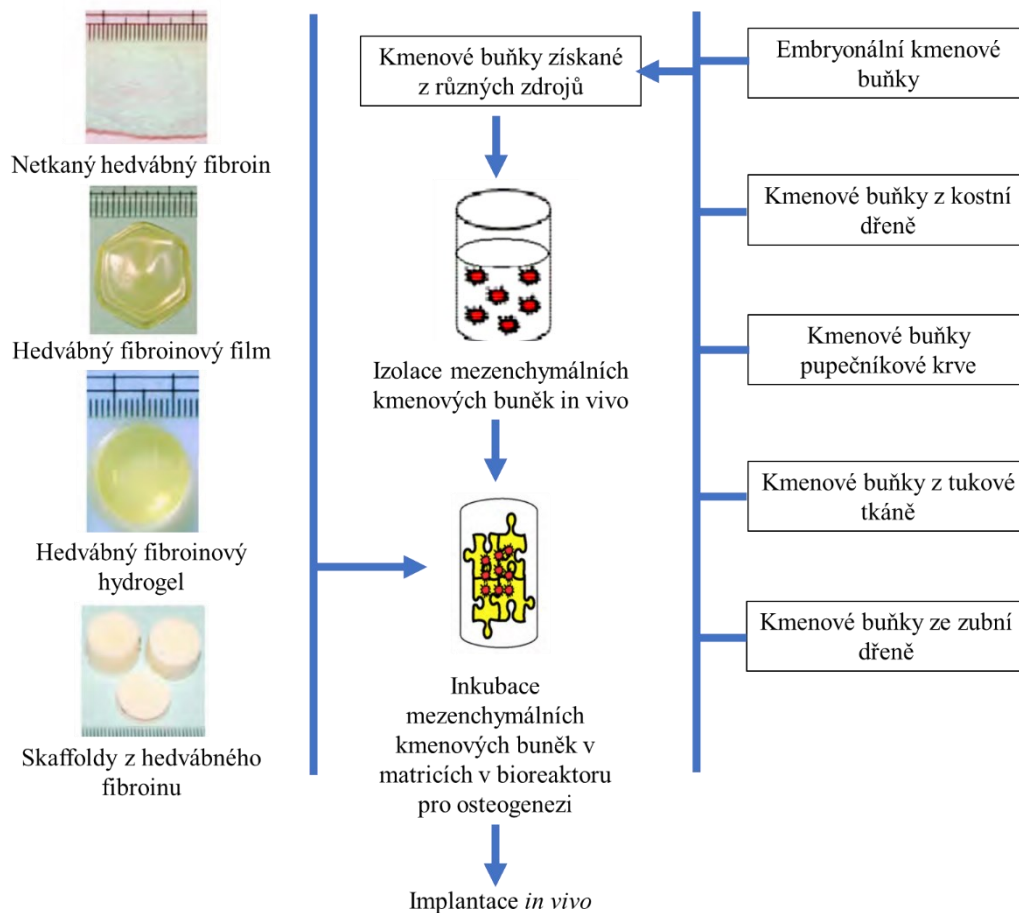 Netkaný hedvábný fibroin
Hedvábný fibroinový film
Hedvábný fibroinový
hydrogel
Skaffoldy z hedvábného
fibroinu
Kmenové buňky získané
z různých zdrojů
Izolace mezenchymálních
kmenových buněk in vivo
Inkubace
mezenchymálních
kmenových buněk v
matricích v bioreaktoru
pro osteogenezi
Implantace in vivo
Embryonální kmenové
buňky
Kmenové buňky z kostní
dřeně
Kmenové buňky
pupečníkové krve
Kmenové buňky z tukové
tkáně
Kmenové buňky ze zubní
dřeně